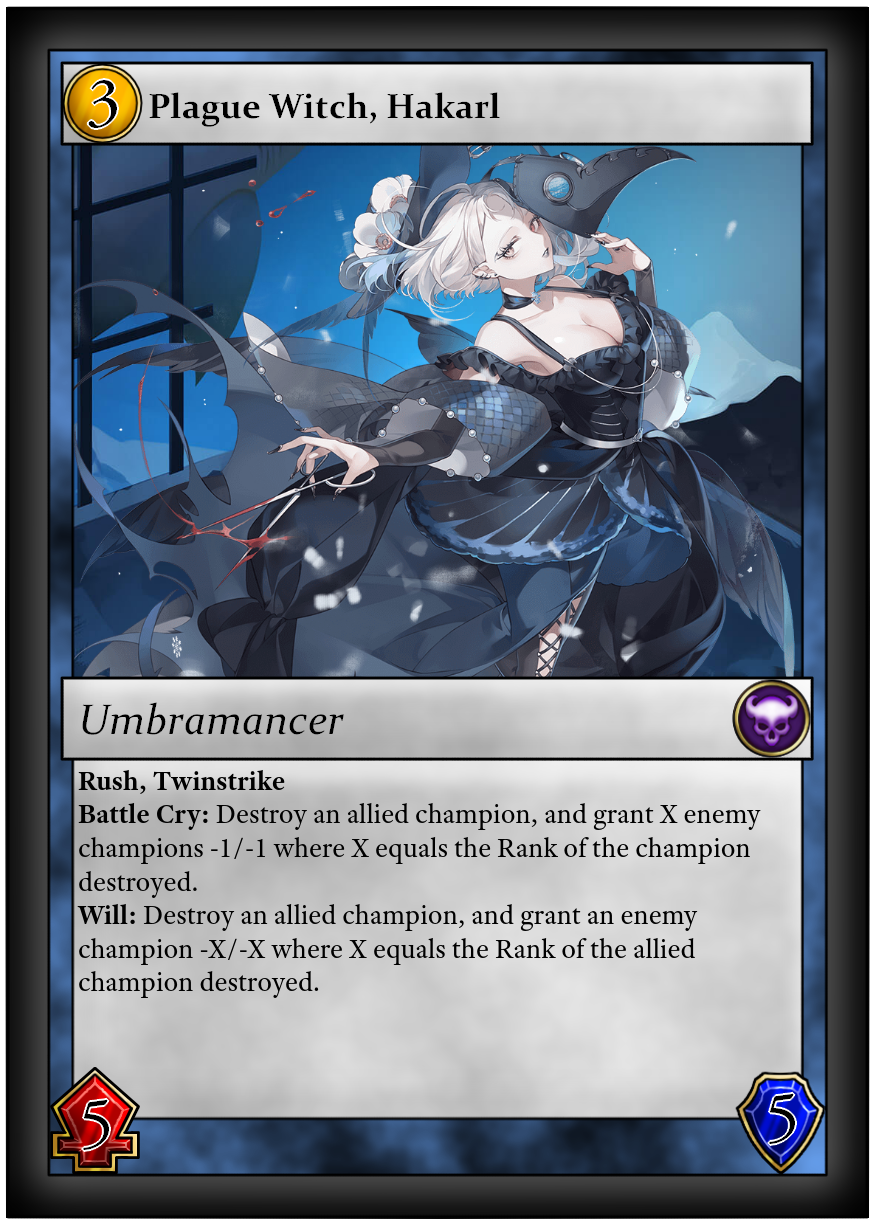 3
Plague Witch, Hakarl
Umbramancer
Rush, Twinstrike
Battle Cry: Destroy an allied champion, and grant X enemy
champions -1/-1 where X equals the Rank of the champion
destroyed.
Will: Destroy an allied champion, and grant an enemy
champion -X/-X where X equals the Rank of the allied
champion destroyed.
5
5